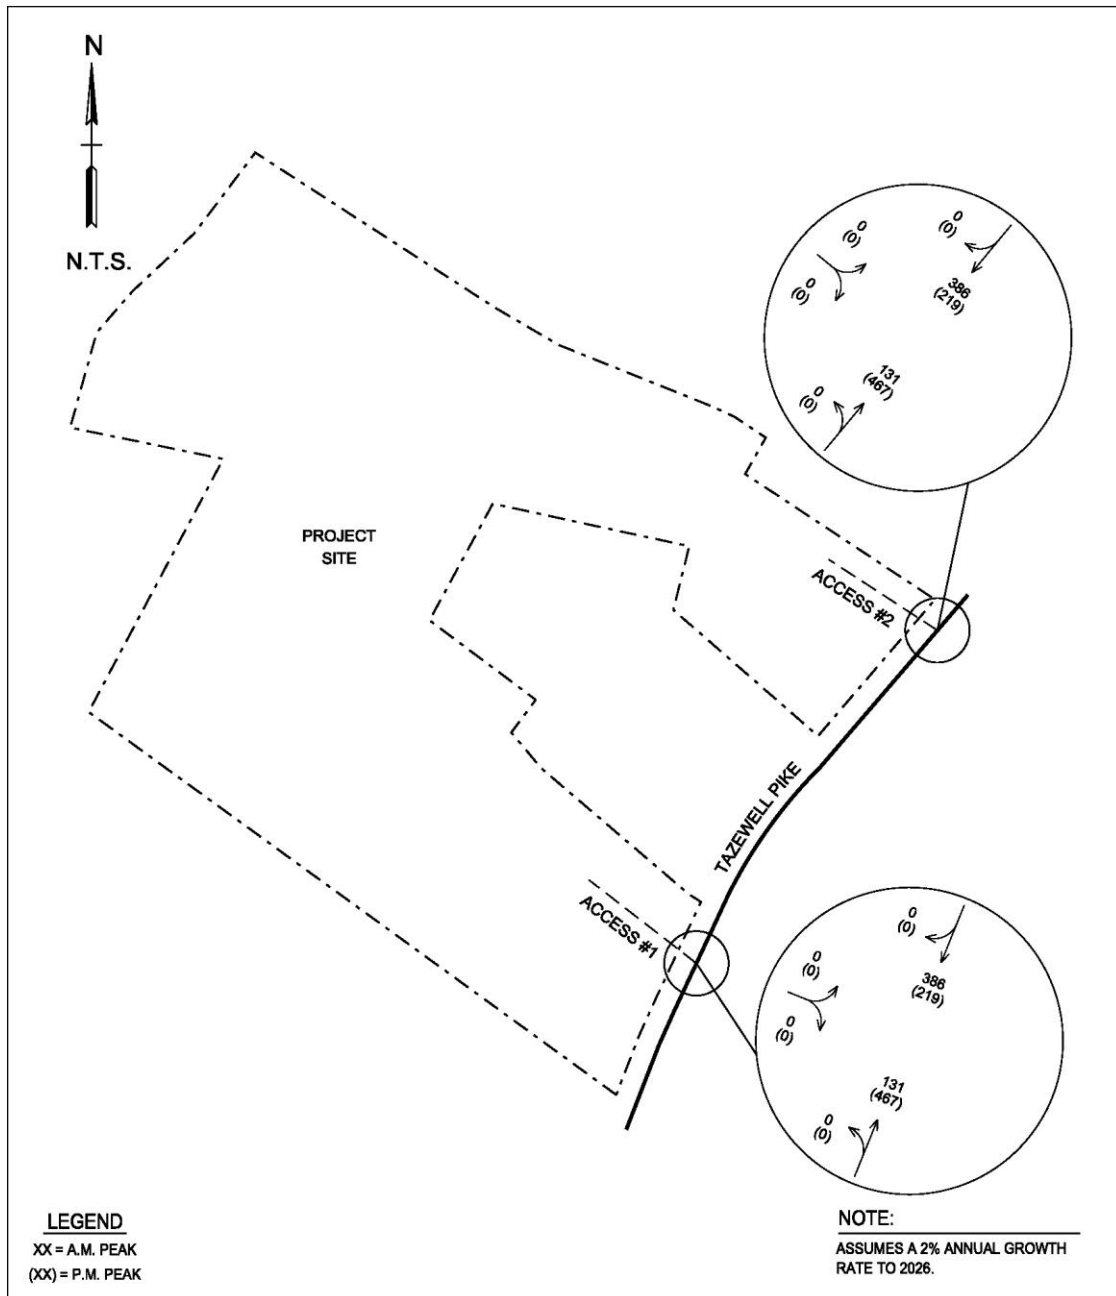 N
N.T.S.
0
(0)
0
(0)
0
(0)
386
(219)
131
(467)
0
(0)
PROJECT
SITE
ACCESS #2
TAZEWELL PIKE
ACCESS #1
0
(0)
0
(0)
0
(0)
386
(219)
131
(467)
0
(0)
LEGEND
XX = A.M. PEAK
(XX) = P.M. PEAK
NOTE:
ASSUMES A 2% ANNUAL GROWTH
RATE TO 2026.